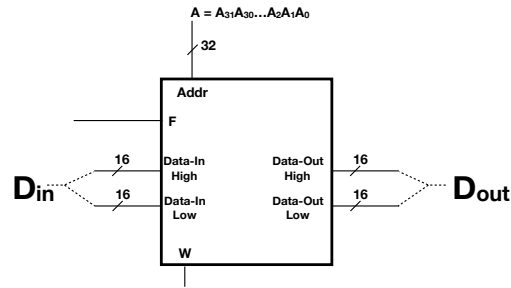 A = A₃₁A₃₀...A₂A₁A₀
32
Addr
F
16
Data-In
High
Data-Out
High
16
Din
Dout
16
Data-In
Low
Data-Out
Low
16
W